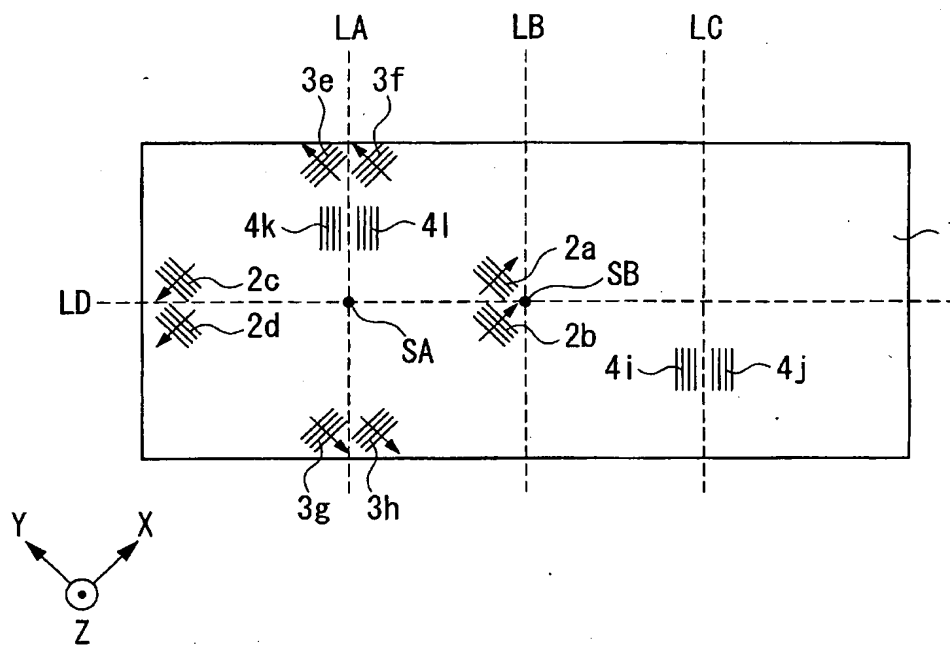 LA LB LC
3e 3f
4k 4l
2a
2c SB
LD
2d SA 2b
4i 4j
3g 3h
Y X
Z